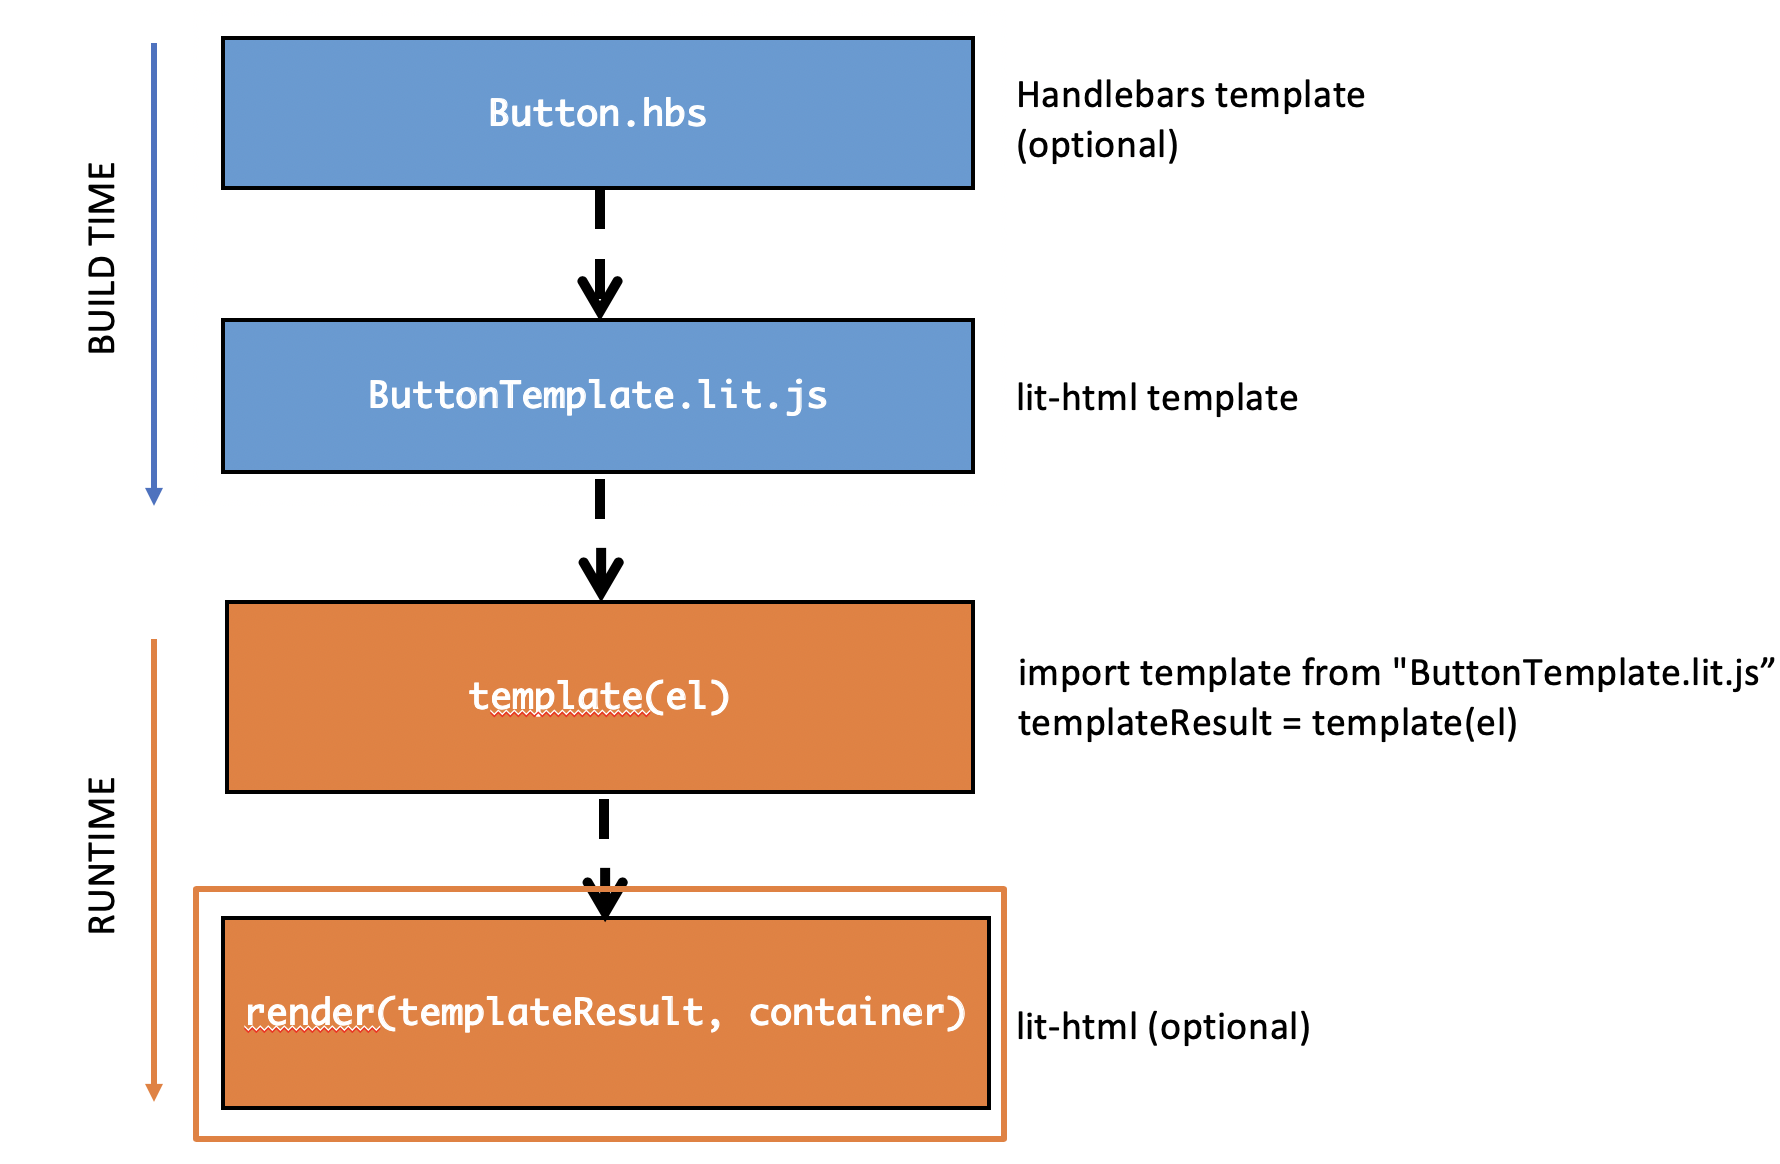 BUILD TIME
Button.hbs
Handlebars template
(optional)
ButtonTemplate.lit.js
lit-html template
RUNTIME
template(el)
import template from "ButtonTemplate.lit.js”
templateResult = template(el)
render(templateResult, container)
lit-html (optional)